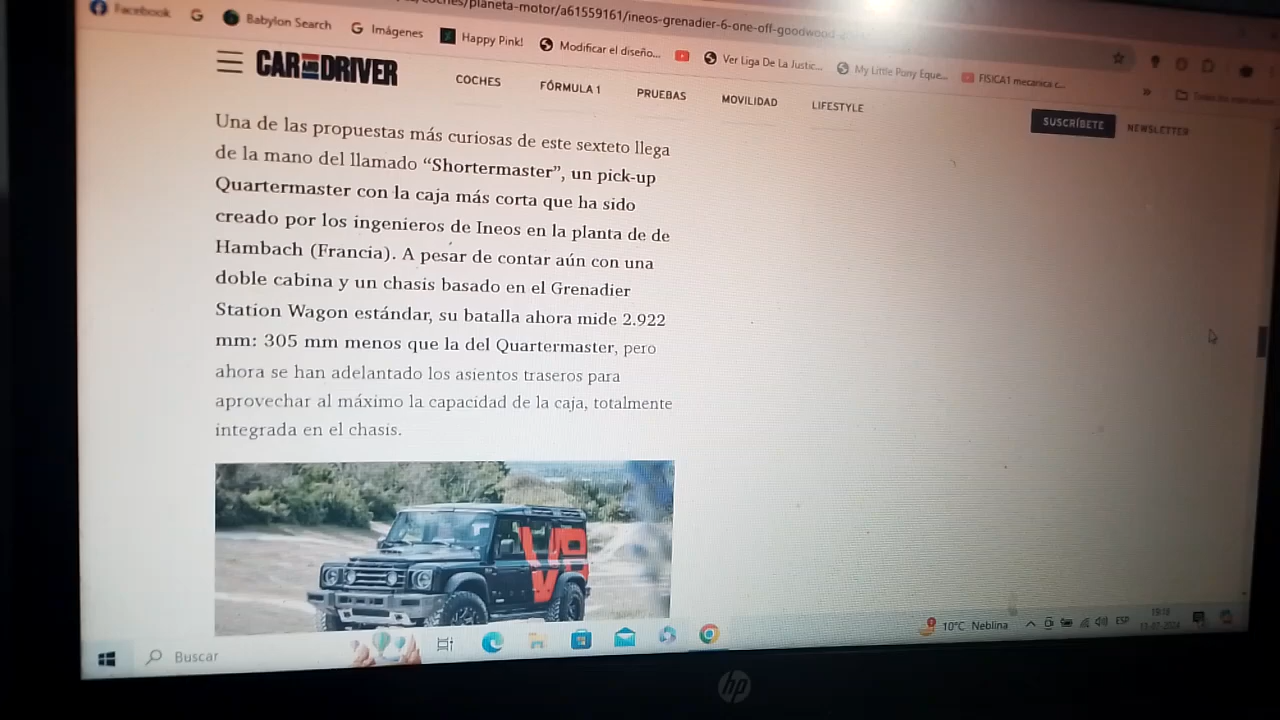 coches/planeta-motor/a61559161/ineos-grenadier-6-one-off-goodwood
Facebook
Babylon Search
Imágenes
Happy Pink!
Modificar el diseño...
Ver Liga De La Justic...
My Little Pony Eque...
FISICA1 mecanica c...
CAR AND DRIVER
COCHES
FÓRMULA 1
PRUEBAS
MOVILIDAD
LIFESTYLE
SUSCRÍBETE
NEWSLETTER
Una de las propuestas más curiosas de este sexteto llega
de la mano del llamado “Shortermaster”, un pick-up
Quartermaster con la caja más corta que ha sido
creado por los ingenieros de Ineos en la planta de de
Hambach (Francia). A pesar de contar aún con una
doble cabina y un chasis basado en el Grenadier
Station Wagon estándar, su batalla ahora mide 2.922
mm: 305 mm menos que la del Quartermaster, pero
ahora se han adelantado los asientos traseros para
aprovechar al máximo la capacidad de la caja, totalmente
integrada en el chasis.
V8
Buscar
10°C Neblina
ESP
19:18
hp